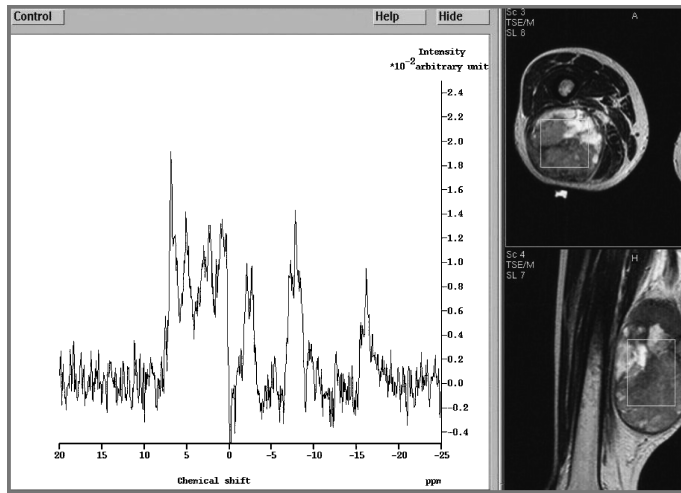 Control Help Hide
Intensity
*10-2arbitrary unit
2.4
2.2
2.0
1.8
1.6
1.4
1.2
1.0
0.8
0.6
0.4
0.2
0.0
-0.2
-0.4
20 15 10 5 0 -5 -10 -15 -20 -25
Chemical shift ppm
Sc 3
TSE/M
SL 8
A
Sc 4
TSE/M
SL 7
H